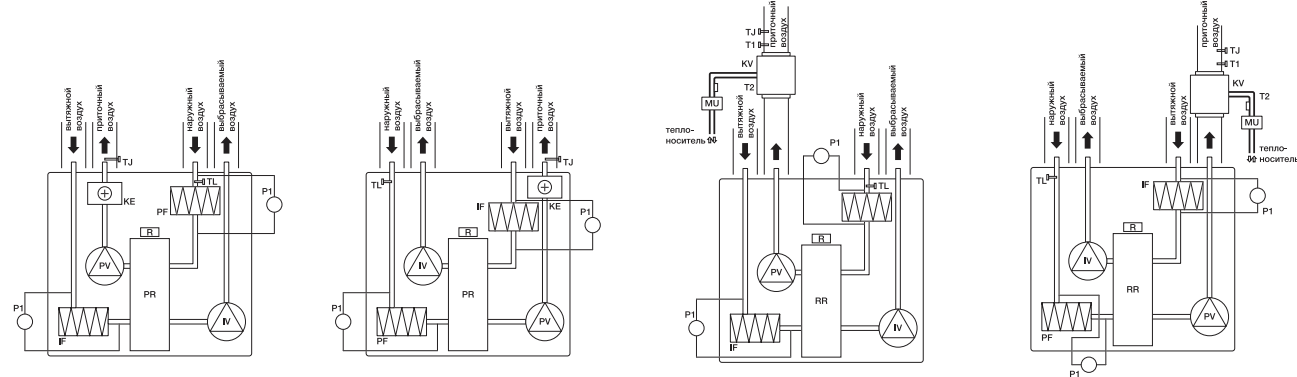 вытяжной
воздух
приточный
воздух
наружный
воздух
выбрасываемый
воздух
TJ
TL
P1
KE
PF
R
PV
PR
IV
P1
IF
наружный
воздух
выбрасываемый
воздух
вытяжной
воздух
приточный
воздух
TJ
TL
KE
IF
P1
R
IV
PR
PV
P1
PF
приточный
воздух
TJ
T1
KV
T2
MU
тепло-
носитель
вытяжной
воздух
наружный
воздух
выбрасываемый
воздух
P1
TL
R
PV
RR
IV
P1
IF
приточный
воздух
TJ
T1
KV
T2
MU
тепло-
носитель
наружный
воздух
выбрасываемый
воздух
вытяжной
воздух
TL
IF
P1
R
IV
RR
PV
PF
P1